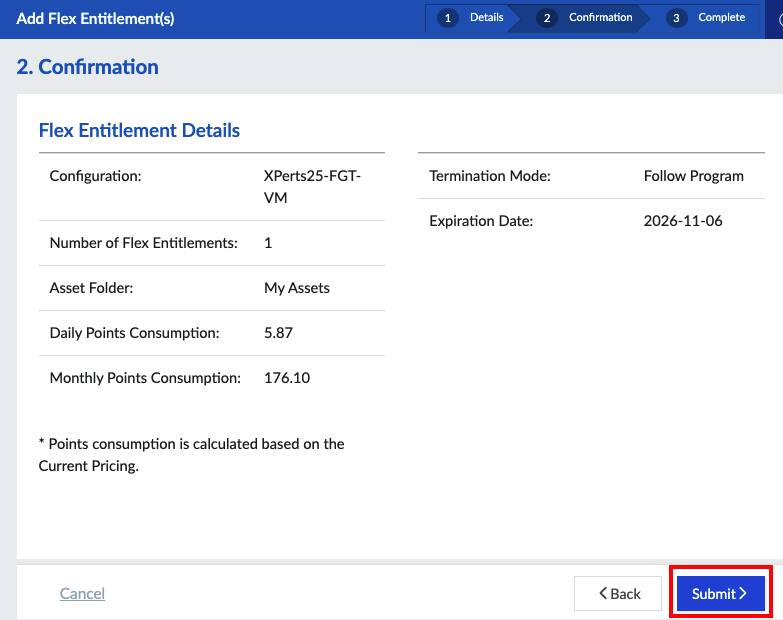 Add Flex Entitlement(s)
1 Details
2 Confirmation
3 Complete
2. Confirmation
Flex Entitlement Details
Configuration: XPerts25-FGT-
VM
Number of Flex Entitlements: 1
Asset Folder: My Assets
Daily Points Consumption: 5.87
Monthly Points Consumption: 176.10
Termination Mode: Follow Program
Expiration Date: 2026-11-06
* Points consumption is calculated based on the
Current Pricing.
Cancel
Back
Submit